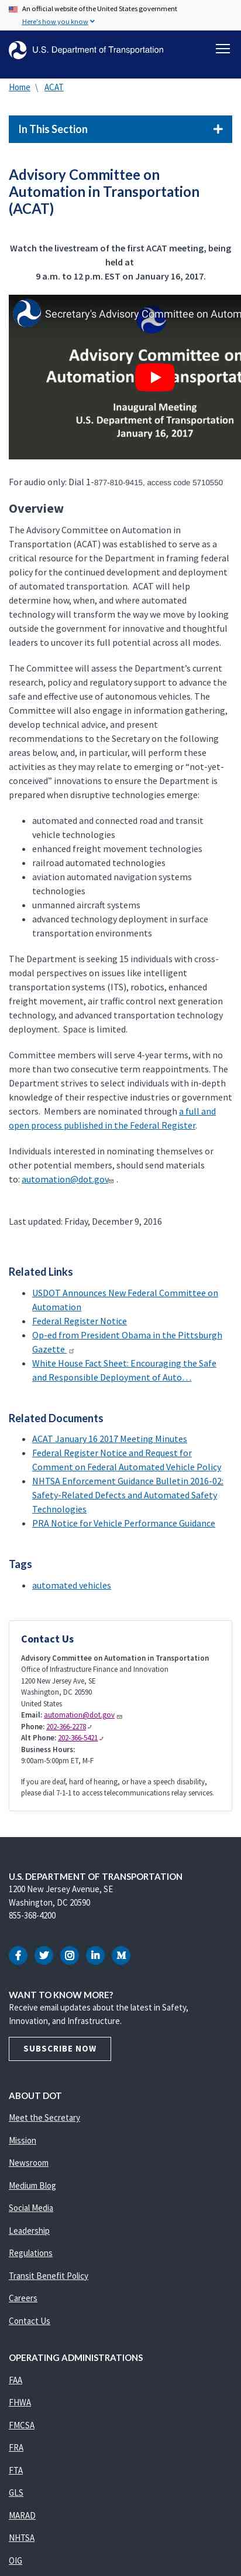 An official website of the United States government
Here's how you know
U.S. Department of Transportation
Home \ ACAT
In This Section
Advisory Committee on
Automation in Transportation
(ACAT)
Watch the livestream of the first ACAT meeting, being
held at
9 a.m. to 12 p.m. EST on January 16, 2017.
Secretary's Advisory Committee on Autom
Advisory Committee on
Automation in Transportation
Inaugural Meeting
U.S. Department of Transportation
January 16, 2017
For audio only: Dial 1-877-810-9415, access code 5710550
Overview
The Advisory Committee on Automation in
Transportation (ACAT) was established to serve as a
critical resource for the Department in framing federal
policy for the continued development and deployment
of automated transportation.  ACAT will help
determine how, when, and where automated
technology will transform the way we move by looking
outside the government for innovative and thoughtful
leaders to uncover its full potential across all modes.
The Committee will assess the Department's current
research, policy and regulatory support to advance the
safe and effective use of autonomous vehicles. The
Committee will also engage in information gathering,
develop technical advice, and present
recommendations to the Secretary on the following
areas below, and, in particular, will perform these
activities as they may relate to emerging or "not-yet-
conceived" innovations to ensure the Department is
prepared when disruptive technologies emerge:
• automated and connected road and transit
vehicle technologies
• enhanced freight movement technologies
• railroad automated technologies
• aviation automated navigation systems
technologies
• unmanned aircraft systems
• advanced technology deployment in surface
transportation environments
The Department is seeking 15 individuals with cross-
modal perspectives on issues like intelligent
transportation systems (ITS), robotics, enhanced
freight movement, air traffic control next generation
technology, and advanced transportation technology
deployment.  Space is limited.
Committee members will serve 4-year terms, with no
more than two consecutive term reappointments. The
Department strives to select individuals with in-depth
knowledge of their respective industries or government
sectors.  Members are nominated through a full and
open process published in the Federal Register.
Individuals interested in nominating themselves or
other potential members, should send materials
to: automation@dot.gov .
Last updated: Friday, December 9, 2016
Related Links
• USDOT Announces New Federal Committee on
Automation
• Federal Register Notice
• Op-ed from President Obama in the Pittsburgh
Gazette
• White House Fact Sheet: Encouraging the Safe
and Responsible Deployment of Auto…
Related Documents
• ACAT January 16 2017 Meeting Minutes
• Federal Register Notice and Request for
Comment on Federal Automated Vehicle Policy
• NHTSA Enforcement Guidance Bulletin 2016-02:
Safety-Related Defects and Automated Safety
Technologies
• PRA Notice for Vehicle Performance Guidance
Tags
• automated vehicles
Contact Us
Advisory Committee on Automation in Transportation
Office of Infrastructure Finance and Innovation
1200 New Jersey Ave, SE
Washington, DC 20590
United States
Email: automation@dot.gov
Phone: 202-366-2278
Alt Phone: 202-366-5421
Business Hours:
9:00am-5:00pm ET, M-F
If you are deaf, hard of hearing, or have a speech disability,
please dial 7-1-1 to access telecommunications relay services.
U.S. DEPARTMENT OF TRANSPORTATION
1200 New Jersey Avenue, SE
Washington, DC 20590
855-368-4200
WANT TO KNOW MORE?
Receive email updates about the latest in Safety,
Innovation, and Infrastructure.
SUBSCRIBE NOW
ABOUT DOT
Meet the Secretary
Mission
Newsroom
Medium Blog
Social Media
Leadership
Regulations
Transit Benefit Policy
Careers
Contact Us
OPERATING ADMINISTRATIONS
FAA
FHWA
FMCSA
FRA
FTA
GLS
MARAD
NHTSA
OIG